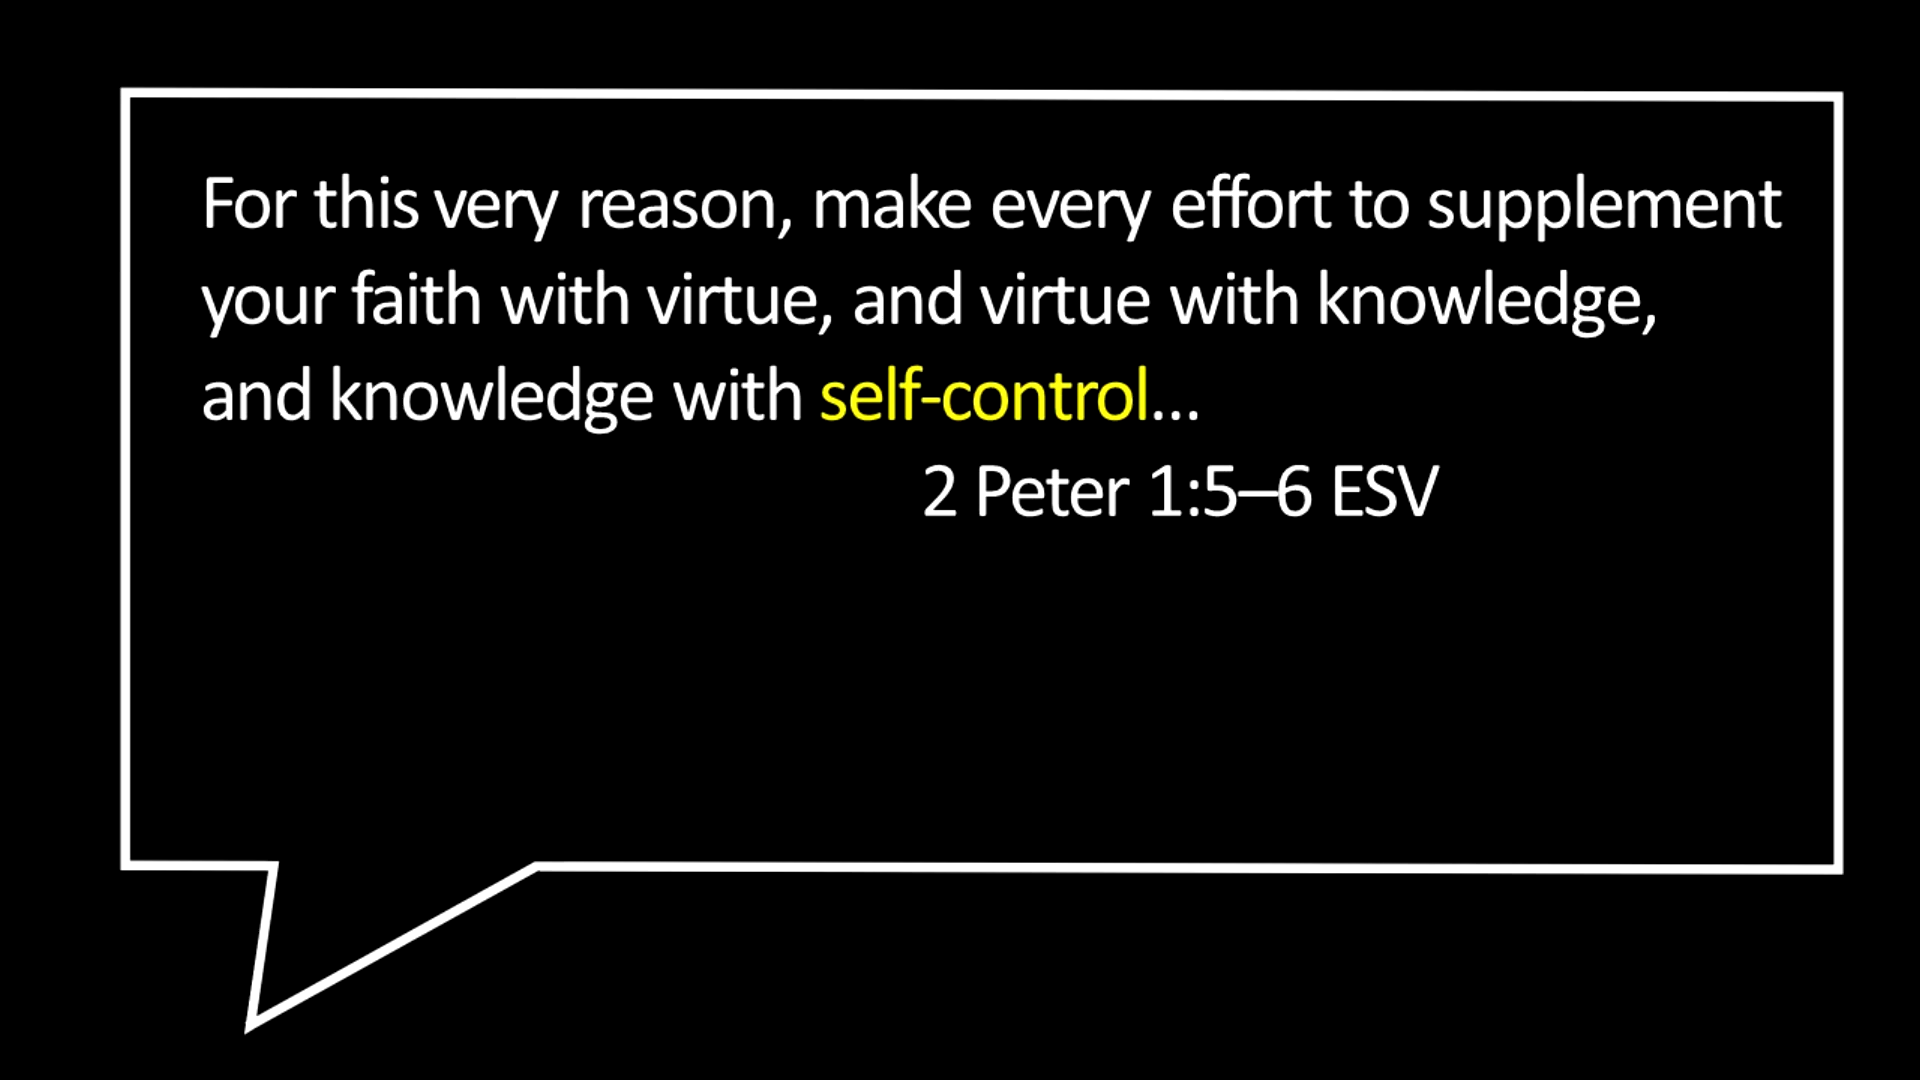 For this very reason, make every effort to supplement
your faith with virtue, and virtue with knowledge,
and knowledge with self-control...
2 Peter 1:5–6 ESV